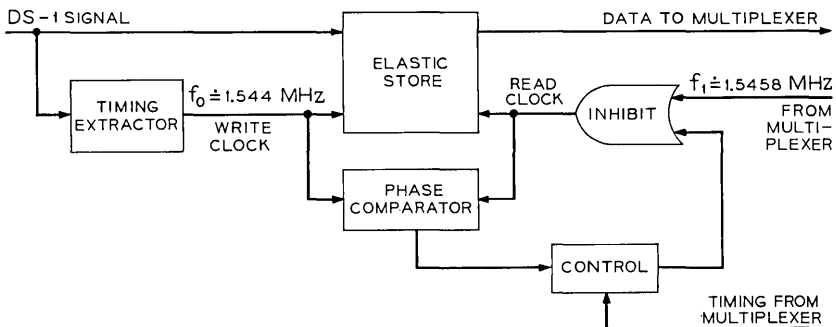 DS-1 SIGNAL
DATA TO MULTIPLEXER
ELASTIC
STORE
READ
CLOCK
f₁≐1.5458 MHz
INHIBIT
FROM
MULTI-
PLEXER
TIMING
EXTRACTOR
f₀≐1.544 MHz
WRITE
CLOCK
PHASE
COMPARATOR
CONTROL
TIMING FROM
MULTIPLEXER